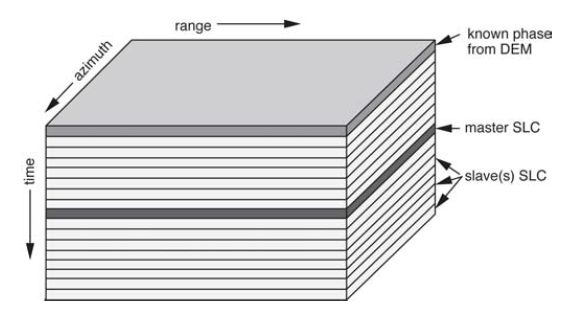 range
azimuth
known phase
from DEM
master SLC
time
slave(s) SLC